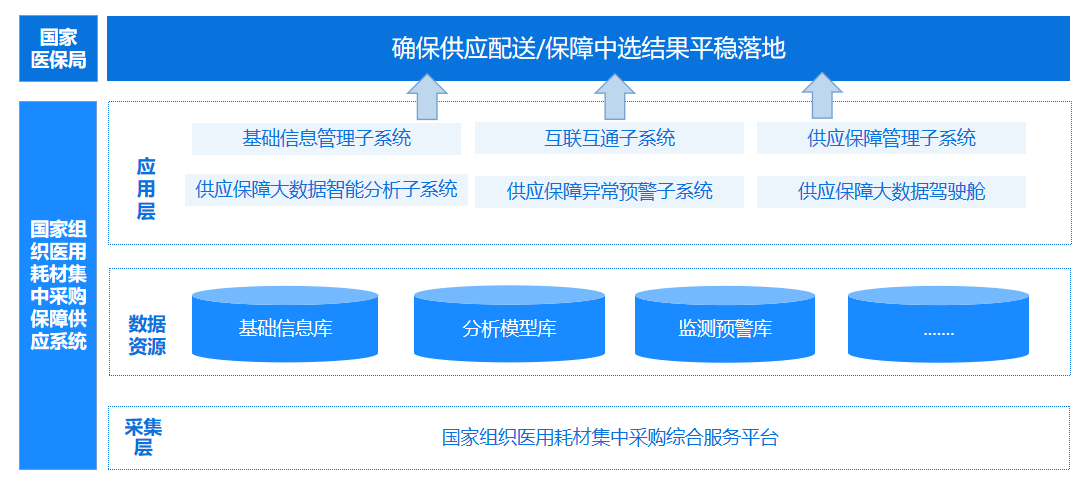 国家
医保局
确保供应配送/保障中选结果平稳落地
国家组
织医用
耗材集
中采购
保障供
应系统
应
用
层
基础信息管理子系统
互联互通子系统
供应保障管理子系统
供应保障大数据智能分析子系统
供应保障异常预警子系统
供应保障大数据驾驶舱
数据
资源
基础信息库
分析模型库
监测预警库
.......
采集
层
国家组织医用耗材集中采购综合服务平台